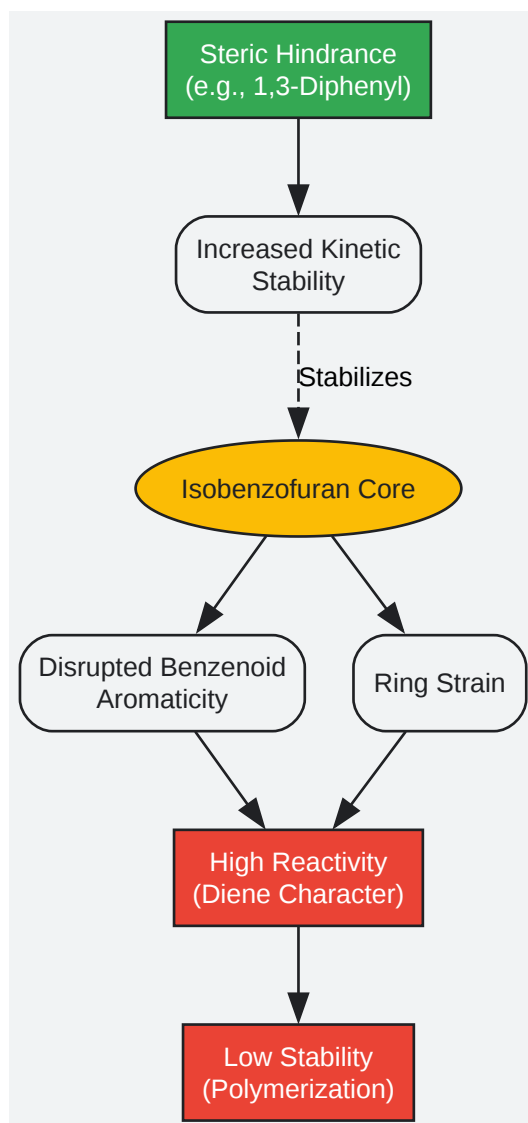 Steric Hindrance
(e.g., 1,3-Diphenyl)
Increased Kinetic
Stability
Stabilizes
Isobenzofuran Core
Disrupted Benzenoid
Aromaticity
Ring Strain
High Reactivity
(Diene Character)
Low Stability
(Polymerization)